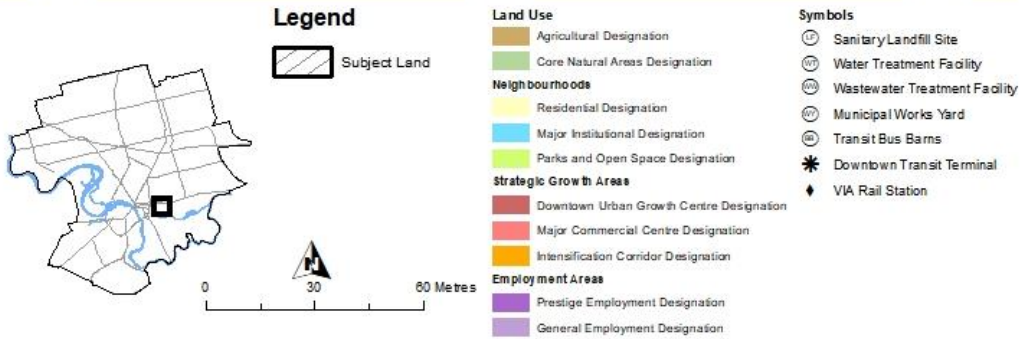 Legend
Subject Land
N
0 30 60 Metres
Land Use
Agricultural Designation
Core Natural Areas Designation
Neighbourhoods
Residential Designation
Major Institutional Designation
Parks and Open Space Designation
Strategic Growth Areas
Downtown Urban Growth Centre Designation
Major Commercial Centre Designation
Intensification Corridor Designation
Employment Areas
Prestige Employment Designation
General Employment Designation
Symbols
LF Sanitary Landfill Site
WT Water Treatment Facility
WW Wastewater Treatment Facility
WY Municipal Works Yard
BB Transit Bus Barns
Downtown Transit Terminal
VIA Rail Station